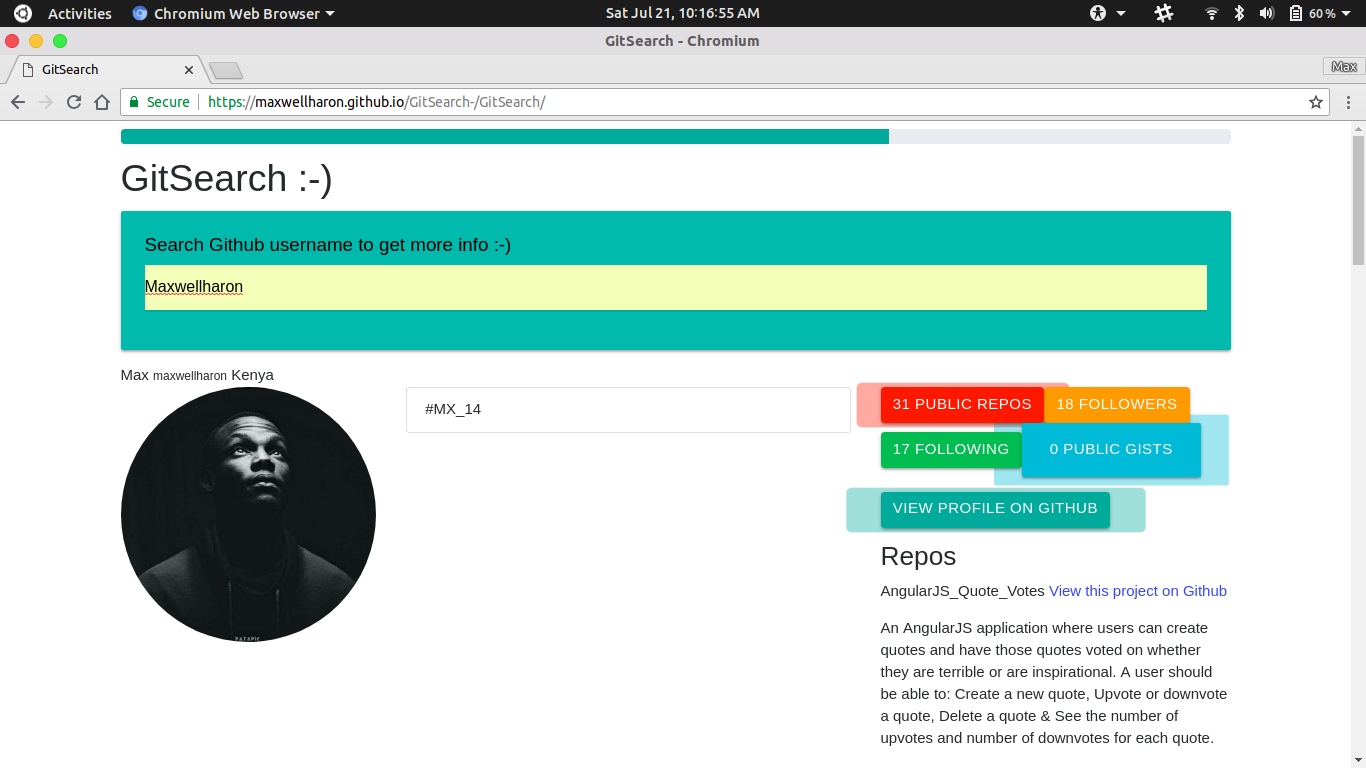 Activities Chromium Web Browser Sat Jul 21, 10:16:55 AM 60 %
GitSearch - Chromium
GitSearch Max
Secure https://maxwellharon.github.io/GitSearch-/GitSearch/
GitSearch :-)
Search Github username to get more info :-)
Maxwellharon
Max maxwellharon Kenya
#MX_14
31 PUBLIC REPOS 18 FOLLOWERS
17 FOLLOWING 0 PUBLIC GISTS
VIEW PROFILE ON GITHUB
Repos
AngularJS_Quote_Votes View this project on Github
An AngularJS application where users can create
quotes and have those quotes voted on whether
they are terrible or are inspirational. A user should
be able to: Create a new quote, Upvote or downvote
a quote, Delete a quote & See the number of
upvotes and number of downvotes for each quote.